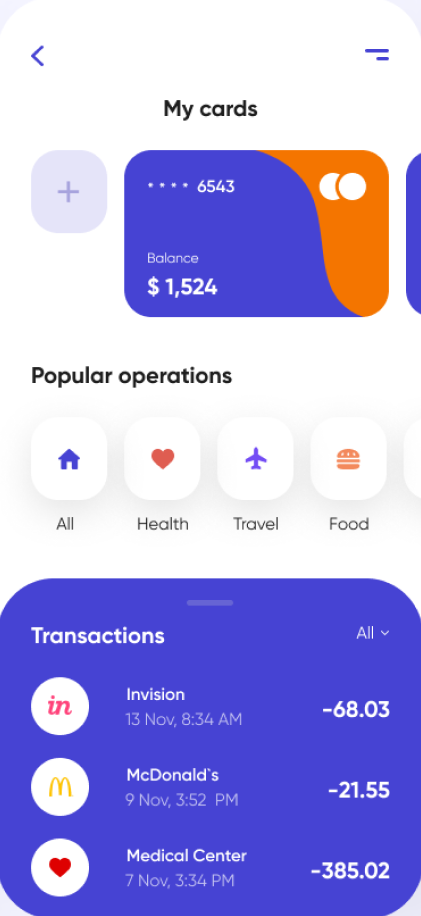 My cards
* * * * 6543
Balance
$ 1,524
Popular operations
All
Health
Travel
Food
Transactions
All
in
Invision
13 Nov, 8:34 AM
-68.03
McDonald`s
9 Nov, 3:52 PM
-21.55
Medical Center
7 Nov, 3:34 PM
-385.02